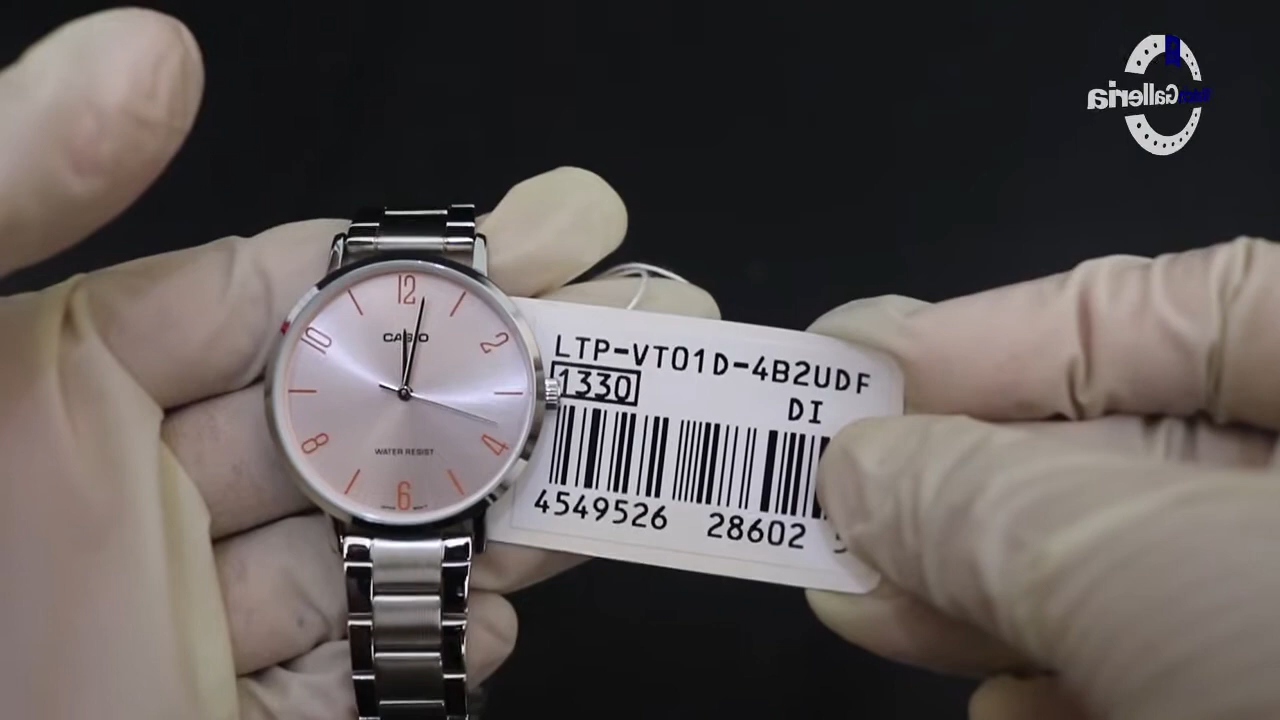 Galleria
12
2
4
6
8
10
CASIO
WATER RESIST
LTP-VT01D-4B2UDF
1330
DI
4549526 28602